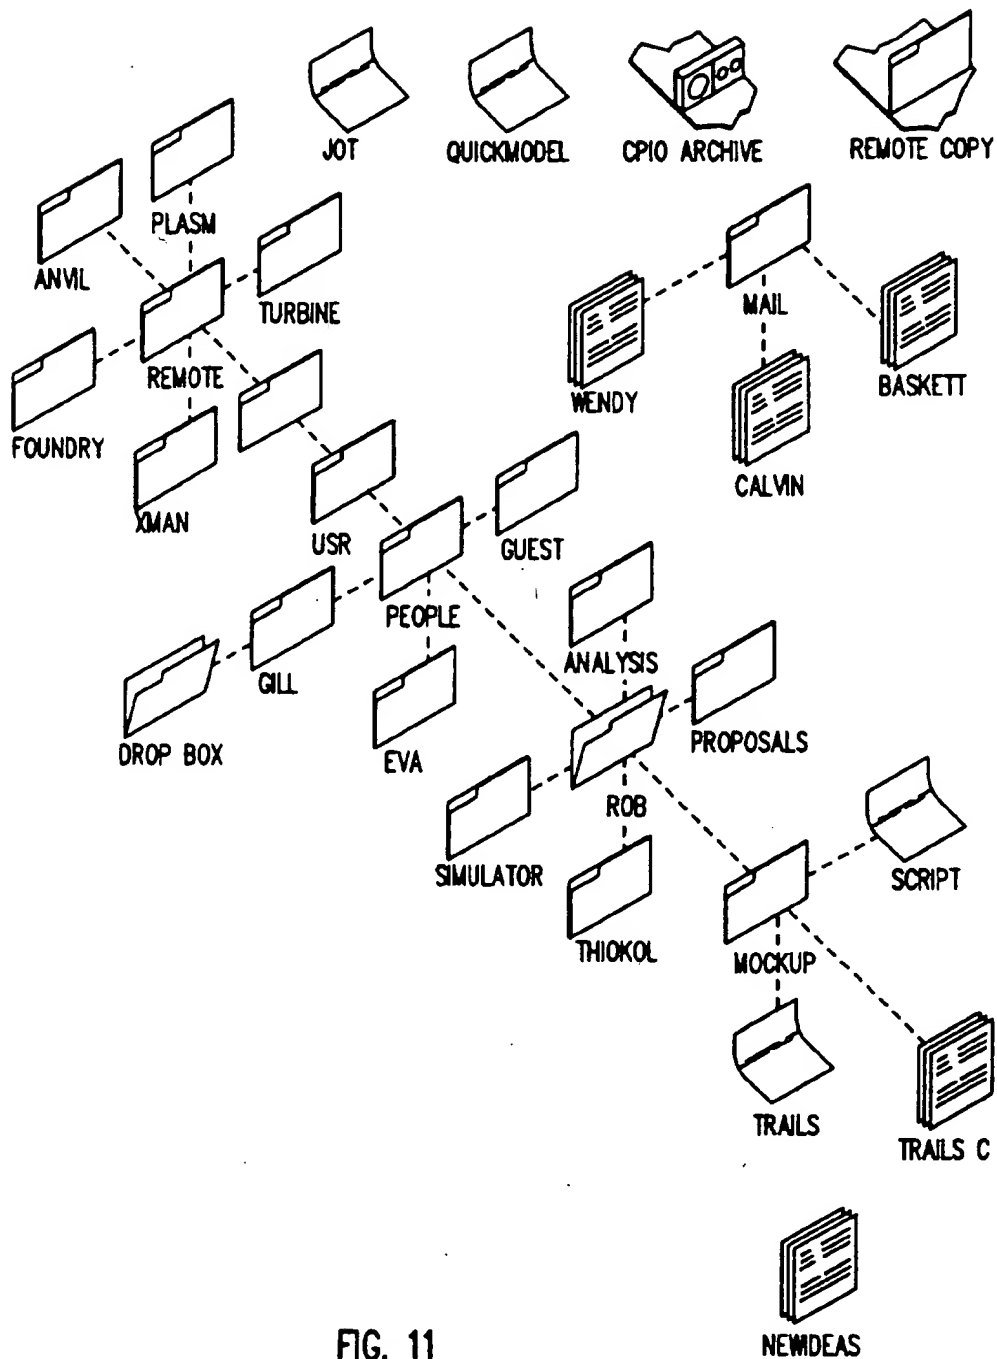 JOT
QUICKMODEL
CPIO ARCHIVE
REMOTE COPY
PLASM
ANVIL
TURBINE
MAIL
REMOTE
WENDY
BASKETT
FOUNDRY
CALVIN
XMAN
USR
GUEST
PEOPLE
ANALYSIS
GILL
DROP BOX
EVA
PROPOSALS
ROB
SIMULATOR
SCRIPT
THIOKOL
MOCKUP
TRAILS
TRAILS C
NEWIDEAS
FIG. 11